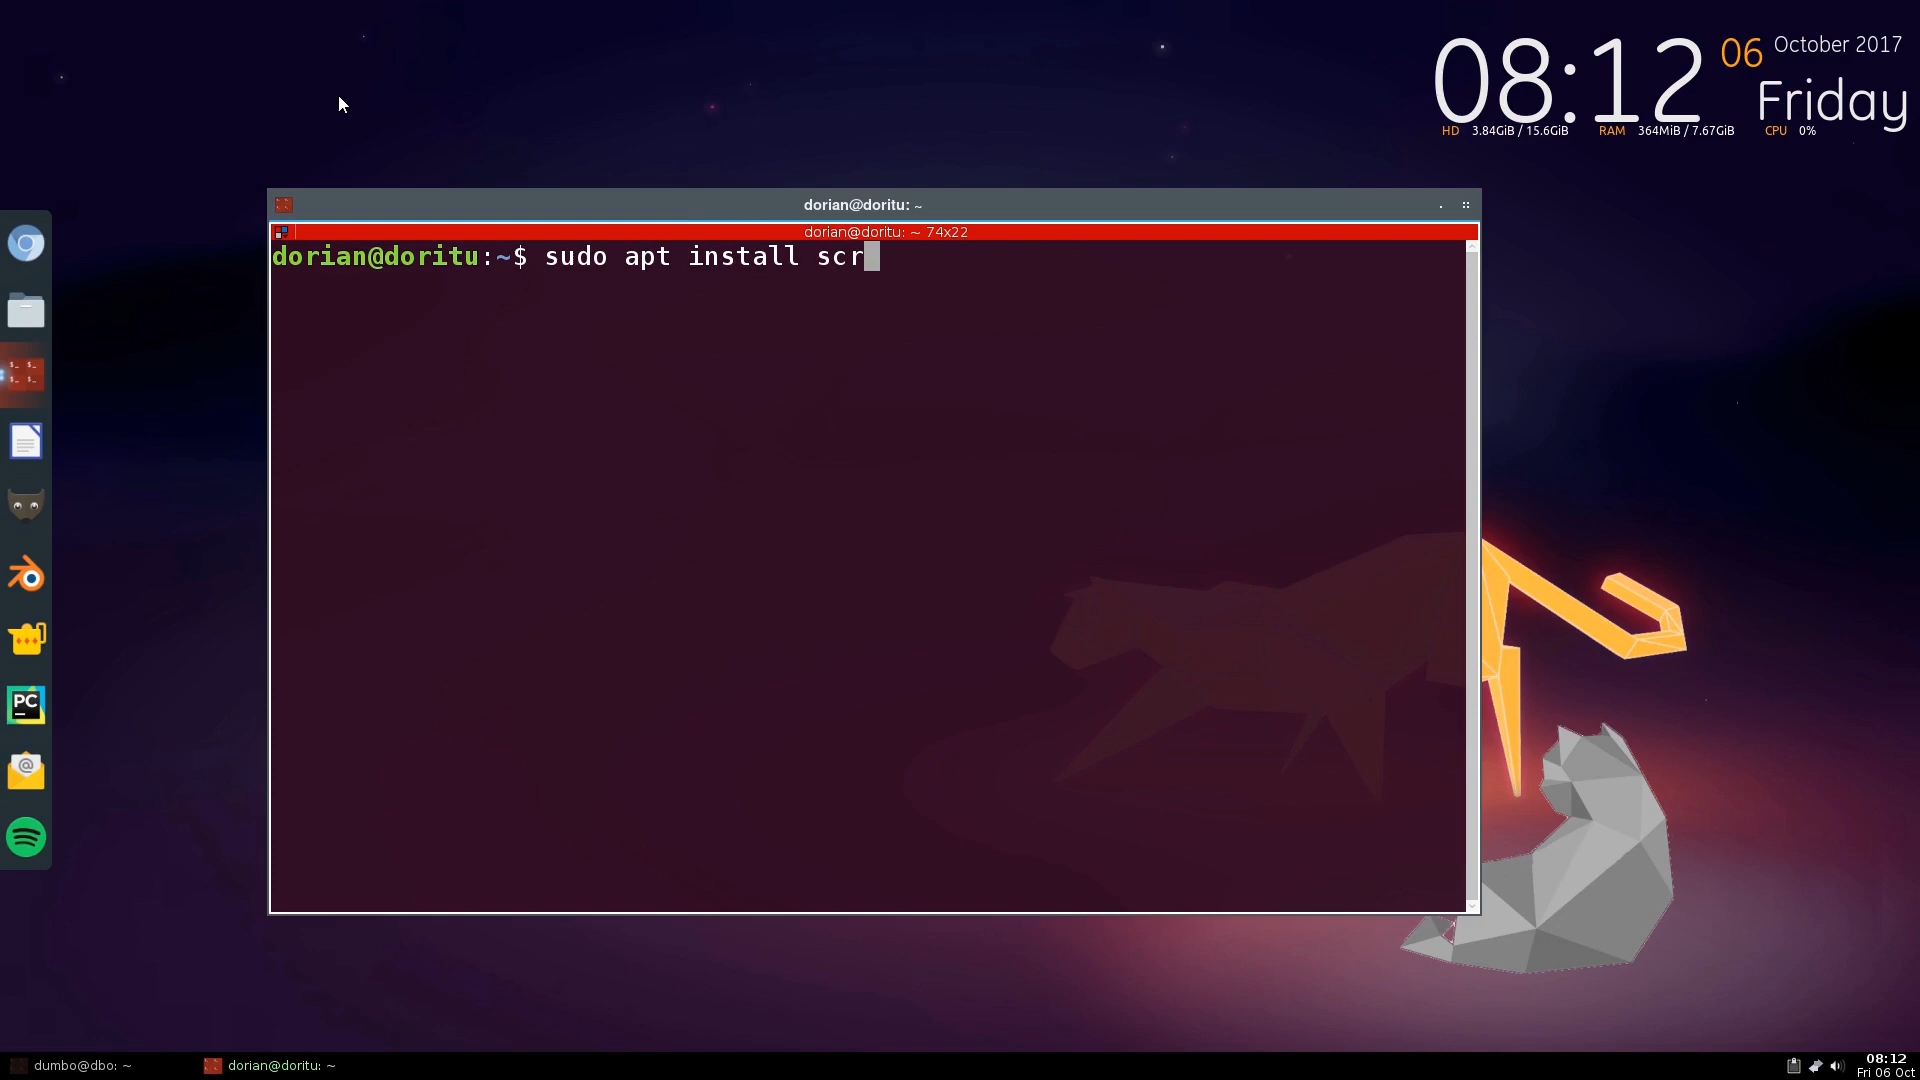 08:12 06 October 2017
Friday
HD 3.84GiB / 15.6GiB RAM 364MiB / 7.67GiB CPU 0%
dorian@doritu: ~
dorian@doritu: ~ 74x22
dorian@doritu:~$ sudo apt install scr
$_ $_
$_ $_
PC
@
dumbo@dbo: ~
dorian@doritu: ~
08:12
Fri 06 Oct